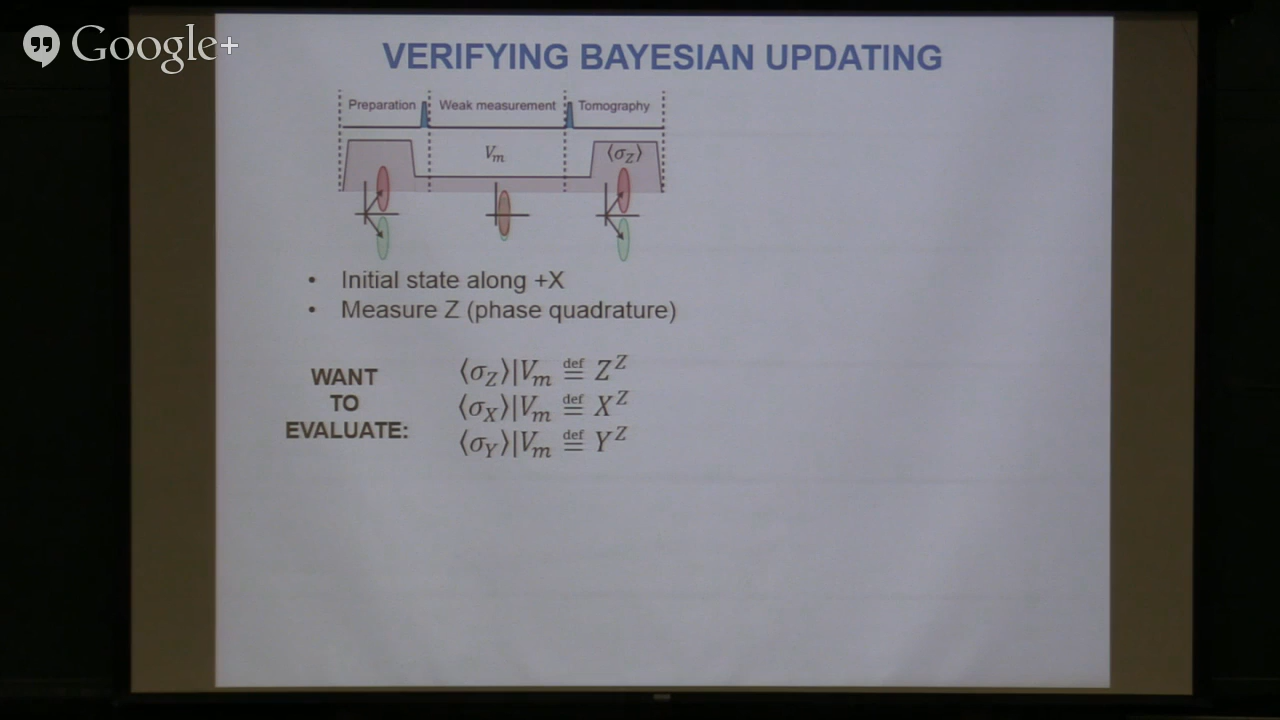 Google+
VERIFYING BAYESIAN UPDATING
Preparation Weak measurement Tomography
V_m ⟨σ_Z⟩
• Initial state along +X
• Measure Z (phase quadrature)
WANT
TO
EVALUATE:
⟨σ_Z⟩|V_m ≝ Z^Z
⟨σ_X⟩|V_m ≝ X^Z
⟨σ_Y⟩|V_m ≝ Y^Z